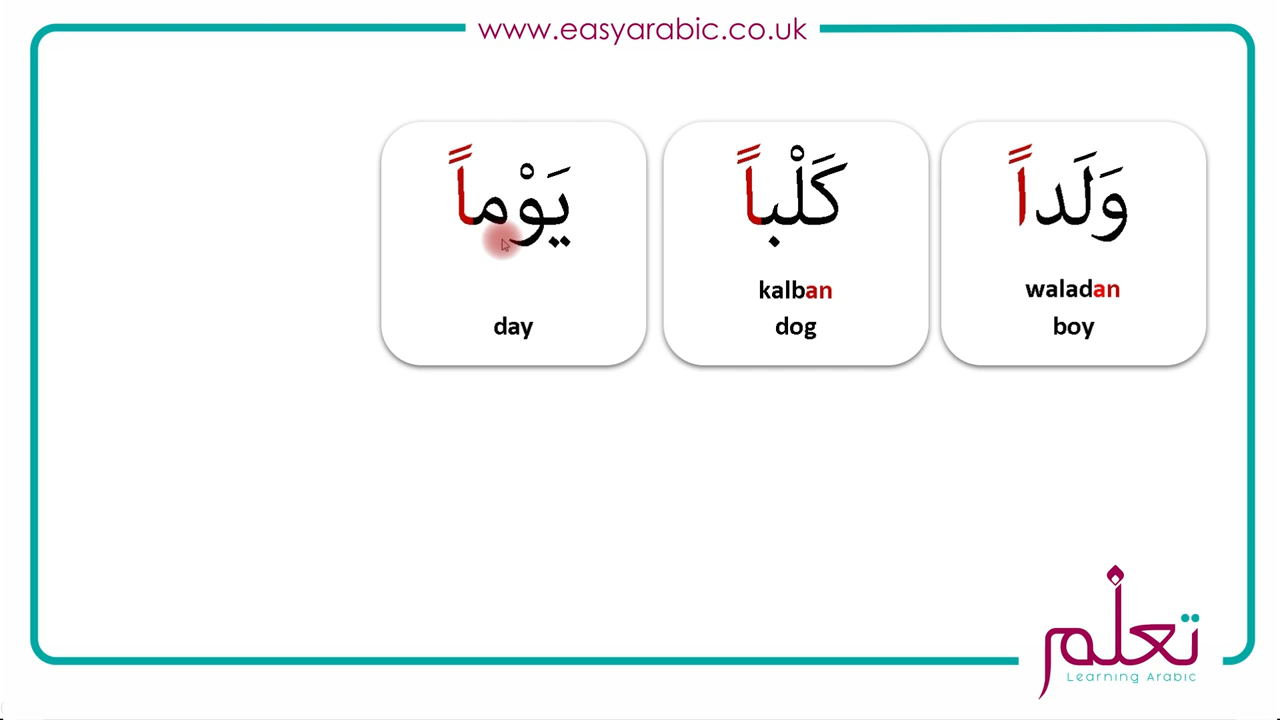 www.easyarabic.co.uk
وَلَداً
waladan
boy
كَلْباً
kalban
dog
يَوْماً
day
تعلم
Learning Arabic